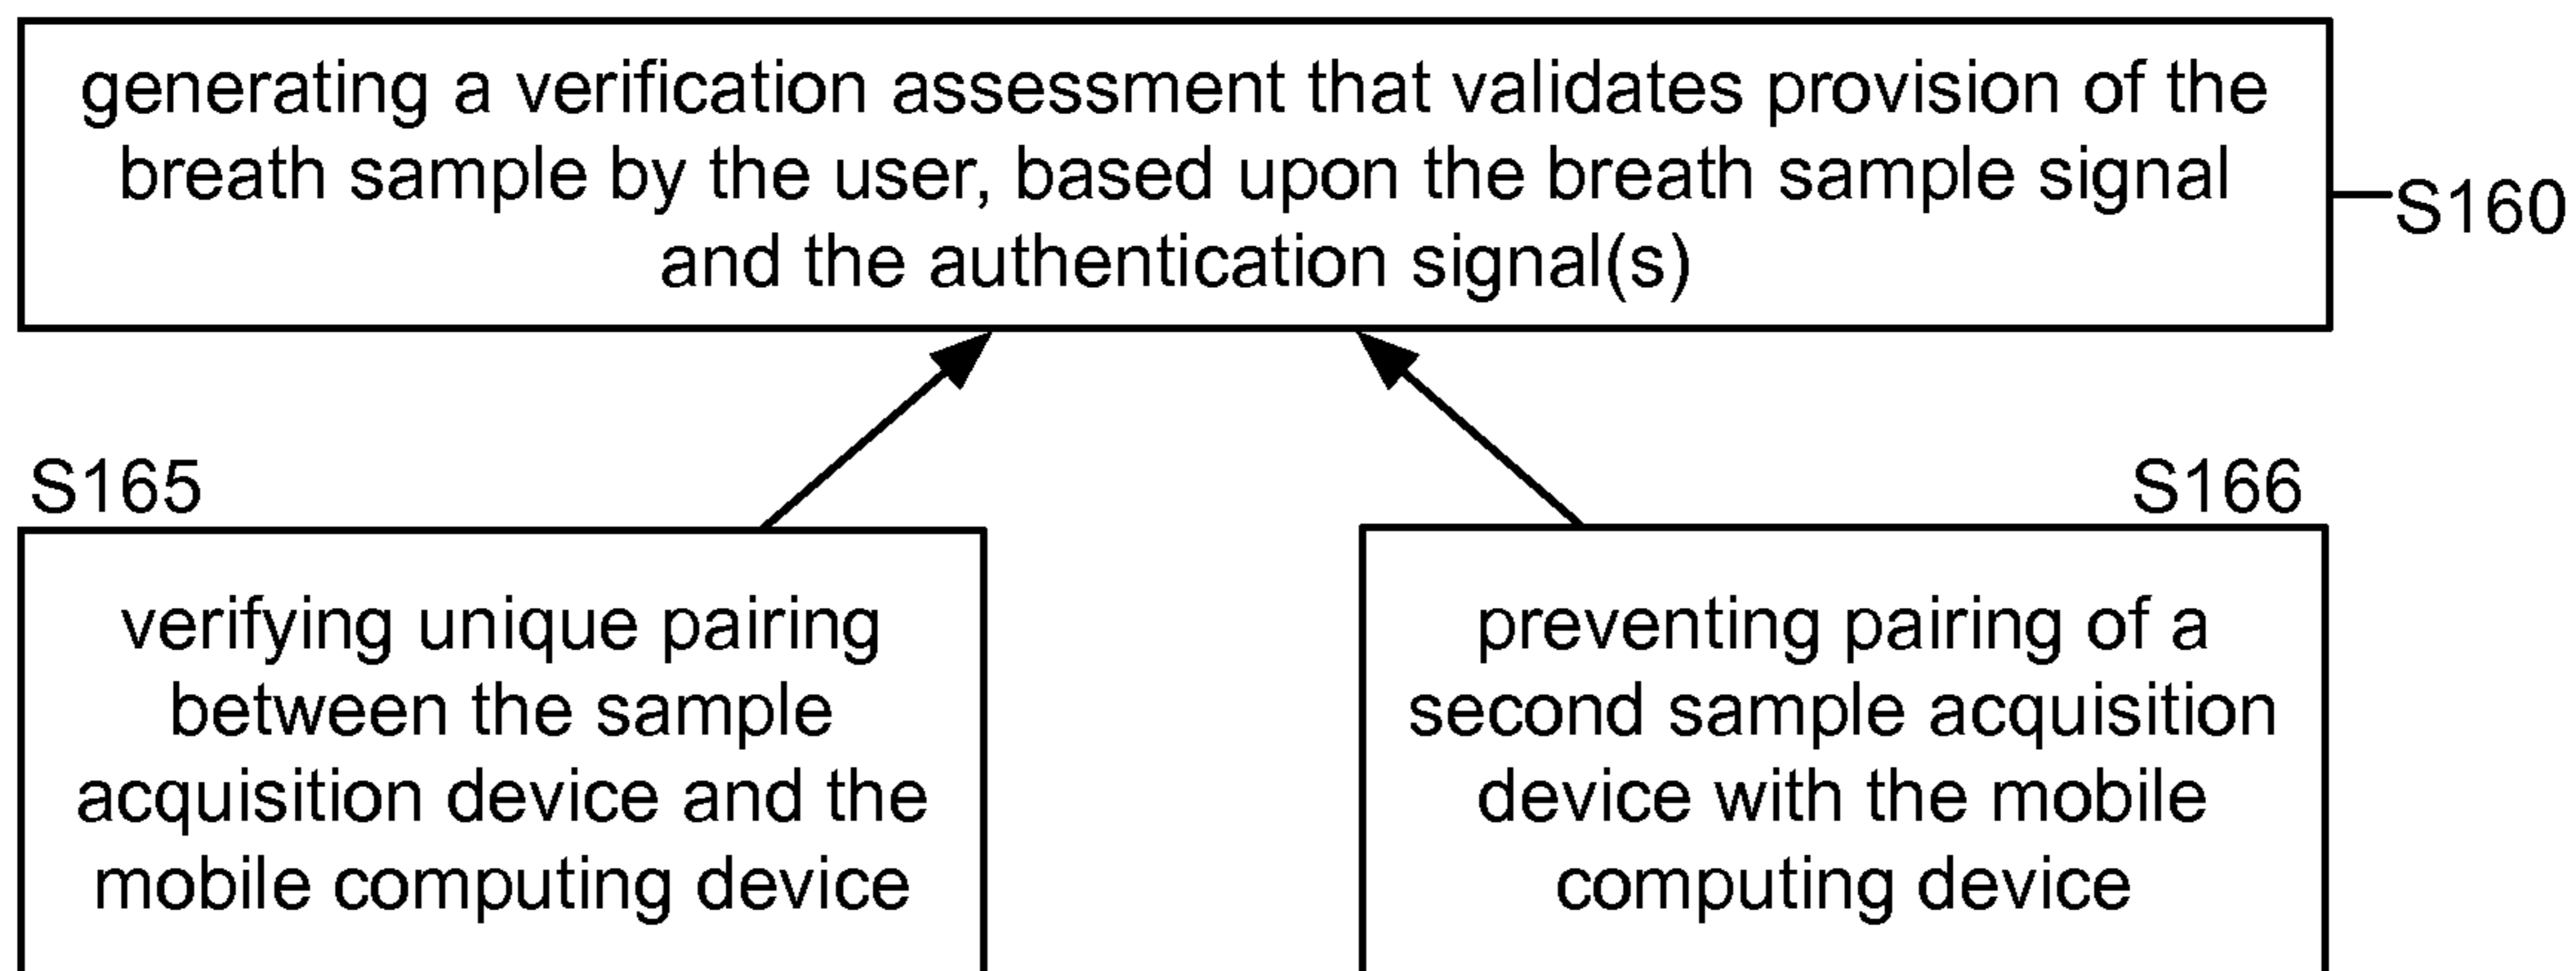 generating a verification assessment that validates provision of the
breath sample by the user, based upon the breath sample signal
and the authentication signal(s)
S160
S165
verifying unique pairing
between the sample
acquisition device and the
mobile computing device
S166
preventing pairing of a
second sample acquisition
device with the mobile
computing device